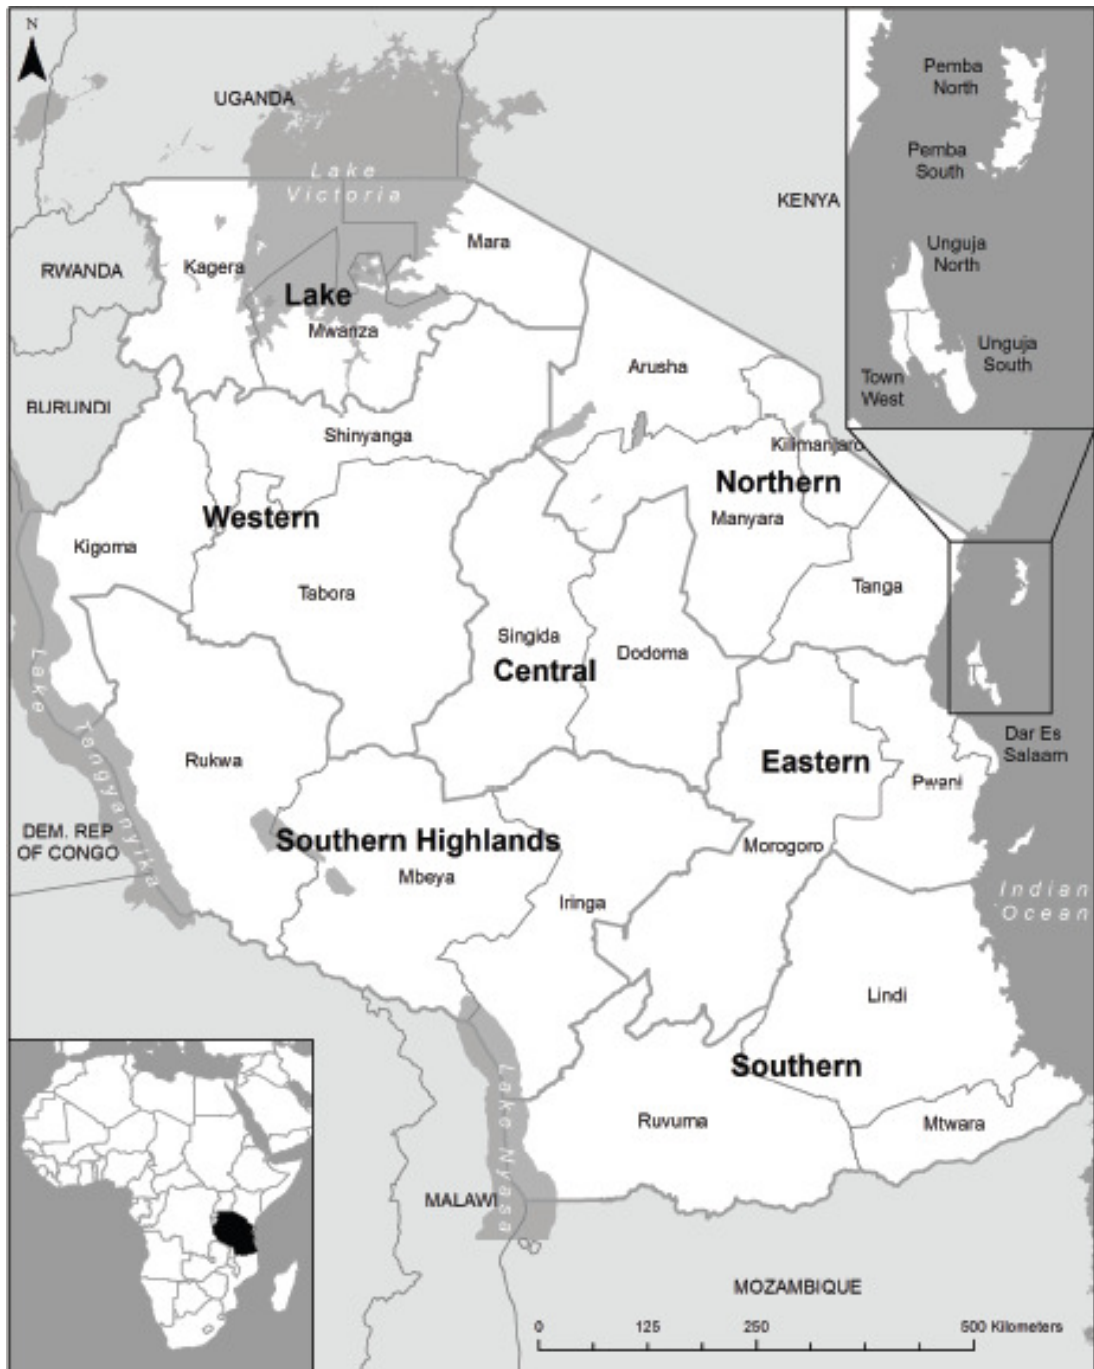 N
UGANDA
Lake
Victoria
KENYA
Pemba
North
Pemba
South
Unguja
North
Unguja
South
Town
West
RWANDA
Kagera
Mara
Lake
Mwanza
BURUNDI
Arusha
Shinyanga
Kilimanjaro
Northern
Manyara
Western
Kigoma
Tabora
Tanga
Singida
Dodoma
Central
Lake
Tangyanyika
Rukwa
Dar Es
Salaam
Eastern
Pwani
DEM. REP
OF CONGO
Southern Highlands
Mbeya
Morogoro
Iringa
Indian
Ocean
Lindi
Southern
Ruvuma
Mtwara
Lake Nyasa
MALAWI
MOZAMBIQUE
0 125 250 500 Kilometers